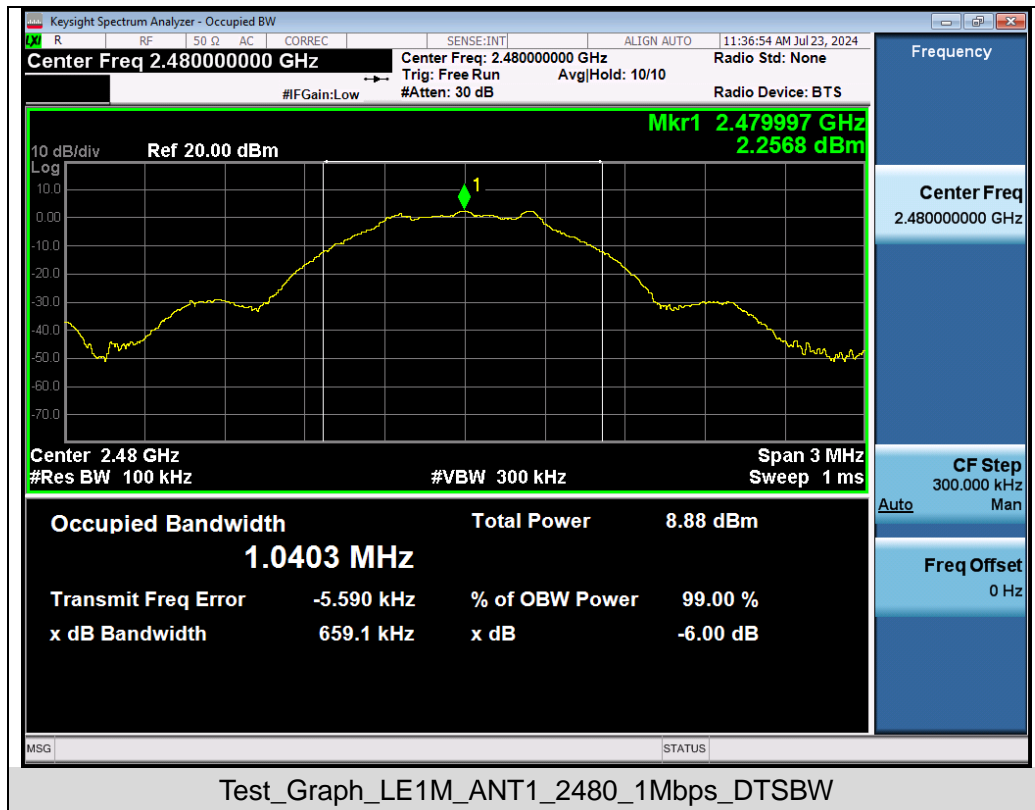 Keysight Spectrum Analyzer - Occupied BW
LXI R RF 50 Ω AC CORREC SENSE:INT ALIGN AUTO 11:36:54 AM Jul 23, 2024
Center Freq 2.480000000 GHz
Center Freq: 2.480000000 GHz
Radio Std: None
Trig: Free Run Avg|Hold: 10/10
#IFGain:Low
#Atten: 30 dB
Radio Device: BTS
Mkr1 2.479997 GHz
2.2568 dBm
10 dB/div Ref 20.00 dBm
Log
10.0
0.00
-10.0
-20.0
-30.0
-40.0
-50.0
-60.0
-70.0
1
Center 2.48 GHz Span 3 MHz
#Res BW 100 kHz #VBW 300 kHz Sweep 1 ms
Occupied Bandwidth Total Power 8.88 dBm
1.0403 MHz
Transmit Freq Error -5.590 kHz % of OBW Power 99.00 %
x dB Bandwidth 659.1 kHz x dB -6.00 dB
MSG STATUS
Frequency
Center Freq
2.480000000 GHz
CF Step
300.000 kHz
Auto Man
Freq Offset
0 Hz
Test_Graph_LE1M_ANT1_2480_1Mbps_DTSBW